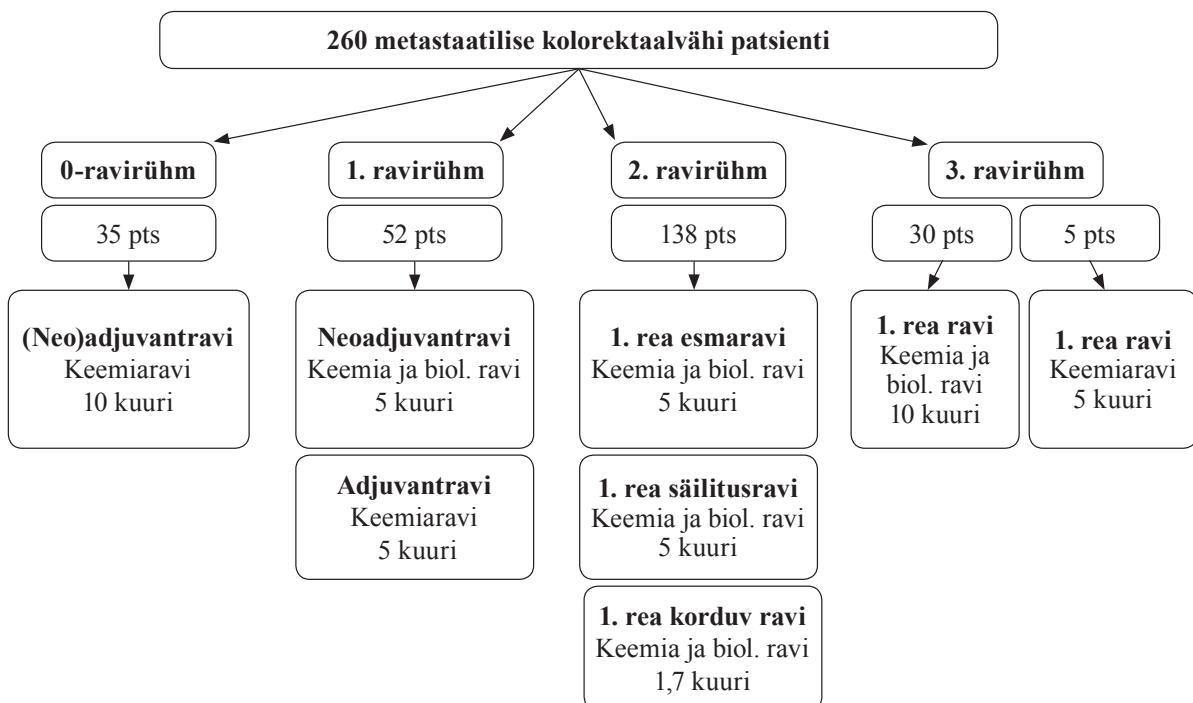 260 metastaatilise kolorektaalvähi patsienti
0-ravirühm
35 pts
(Neo)adjuvantravi
Keemiaravi
10 kuuri
1. ravirühm
52 pts
Neoadjuvantravi
Keemia ja biol. ravi
5 kuuri
Adjuvantravi
Keemiaravi
5 kuuri
2. ravirühm
138 pts
1. rea esmaravi
Keemia ja biol. ravi
5 kuuri
1. rea säilitusravi
Keemia ja biol. ravi
5 kuuri
1. rea korduv ravi
Keemia ja biol. ravi
1,7 kuuri
3. ravirühm
30 pts
1. rea ravi
Keemia ja
biol. ravi
10 kuuri
5 pts
1. rea ravi
Keemiaravi
5 kuuri